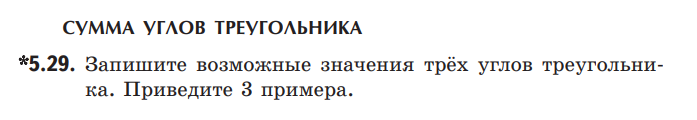 СУММА УГЛОВ ТРЕУГОЛЬНИКА
*5.29. Запишите возможные значения трёх углов треугольни-
ка. Приведите 3 примера.